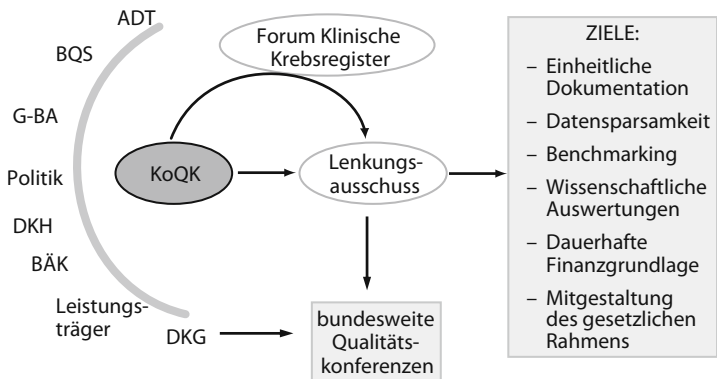 ADT
BQS
G-BA
Politik
DKH
BÄK
Leistungs-
träger
DKG
KoQK
Forum Klinische
Krebsregister
Lenkungs-
ausschuss
bundesweite
Qualitäts-
konferenzen
ZIELE:
– Einheitliche
Dokumentation
– Datensparsamkeit
– Benchmarking
– Wissenschaftliche
Auswertungen
– Dauerhafte
Finanzgrundlage
– Mitgestaltung
des gesetzlichen
Rahmens